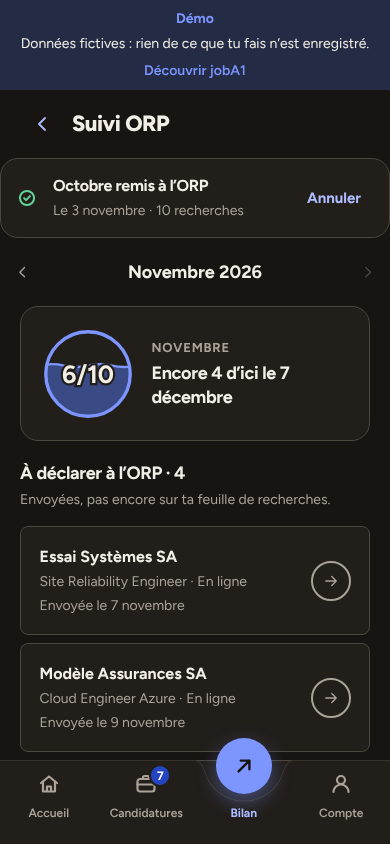 Démo
Données fictives : rien de ce que tu fais n’est enregistré.
Découvrir jobA1
Suivi ORP
Octobre remis à l’ORP
Le 3 novembre · 10 recherches
Annuler
Novembre 2026
6/10
NOVEMBRE
Encore 4 d’ici le 7
décembre
À déclarer à l’ORP · 4
Envoyées, pas encore sur ta feuille de recherches.
Essai Systèmes SA
Site Reliability Engineer · En ligne
Envoyée le 7 novembre
Modèle Assurances SA
Cloud Engineer Azure · En ligne
Envoyée le 9 novembre
7
Accueil
Candidatures
Bilan
Compte